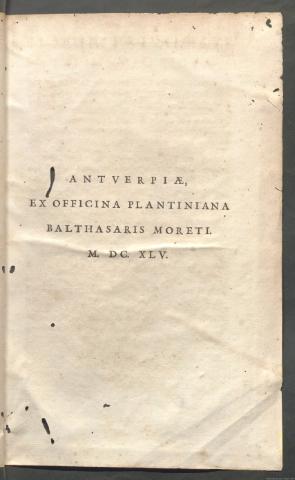 ANTVERPIÆ,
EX OFFICINA PLANTINIANA
BALTHASARIS MORETI.
M. DC. XLV.